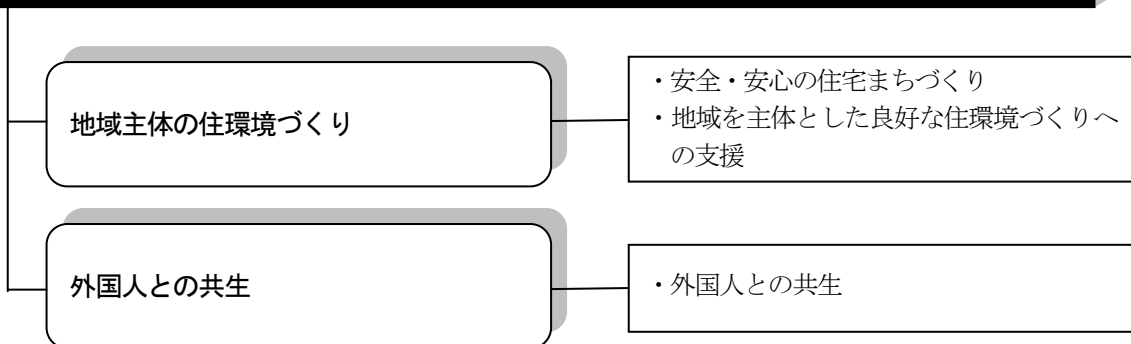 地域主体の住環境づくり
・安全・安心の住宅まちづくり
・地域を主体とした良好な住環境づくりへ
の支援
外国人との共生
・外国人との共生